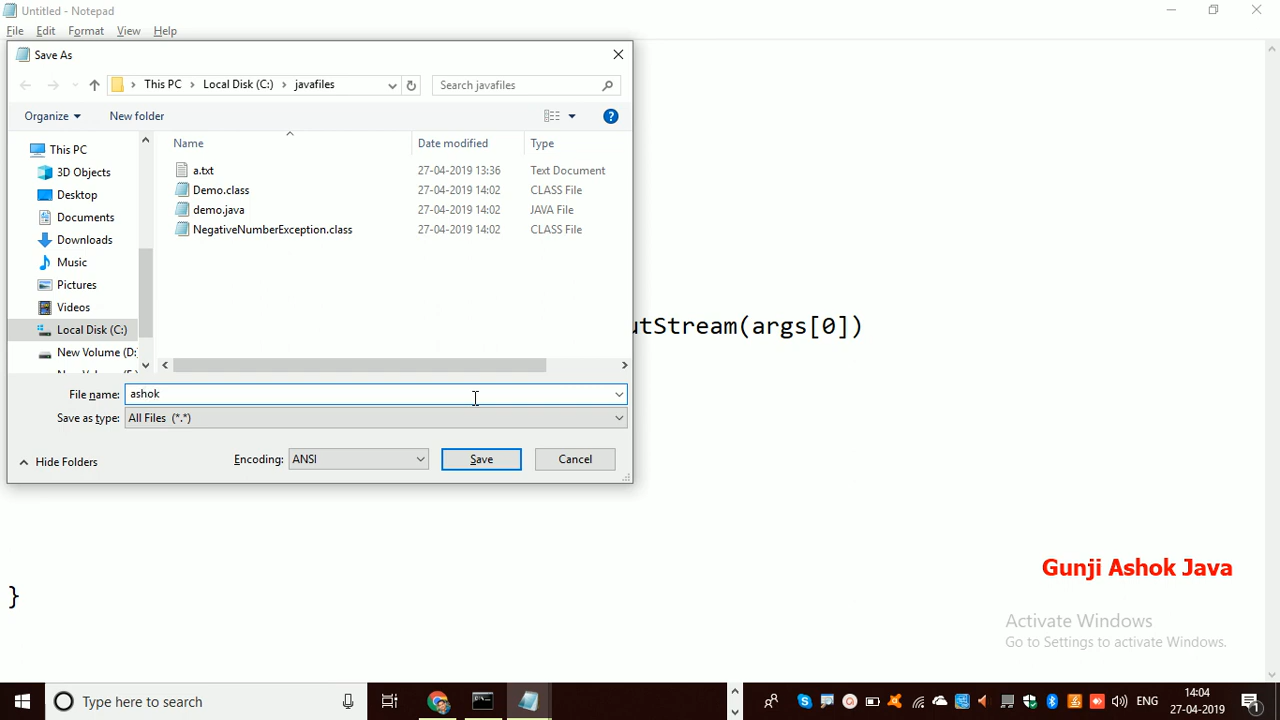 Untitled - Notepad
File Edit Format View Help
Save As
This PC > Local Disk (C:) > javafiles
Search javafiles
Organize New folder
Name Date modified Type
This PC
3D Objects
Desktop
Documents
Downloads
Music
Pictures
Videos
Local Disk (C:)
New Volume (D:
a.txt 27-04-2019 13:36 Text Document
Demo.class 27-04-2019 14:02 CLASS File
demo.java 27-04-2019 14:02 JAVA File
NegativeNumberException.class 27-04-2019 14:02 CLASS File
utStream(args[0])
File name: ashok
Save as type: All Files (*.*)
Hide Folders
Encoding: ANSI
Save
Cancel
}
Gunji Ashok Java
Activate Windows
Go to Settings to activate Windows.
Type here to search
ENG
14:04
27-04-2019
1